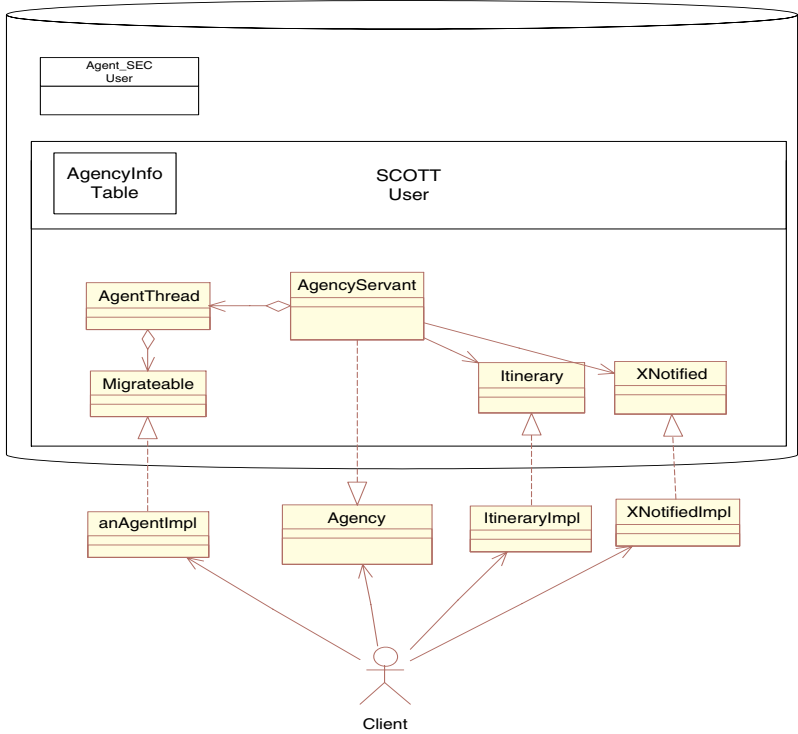 Agent_SEC
User
AgencyInfo
Table
SCOTT
User
AgentThread
AgencyServant
Migrateable
Itinerary
XNotified
anAgentImpl
Agency
ItineraryImpl
XNotifiedImpl
Client